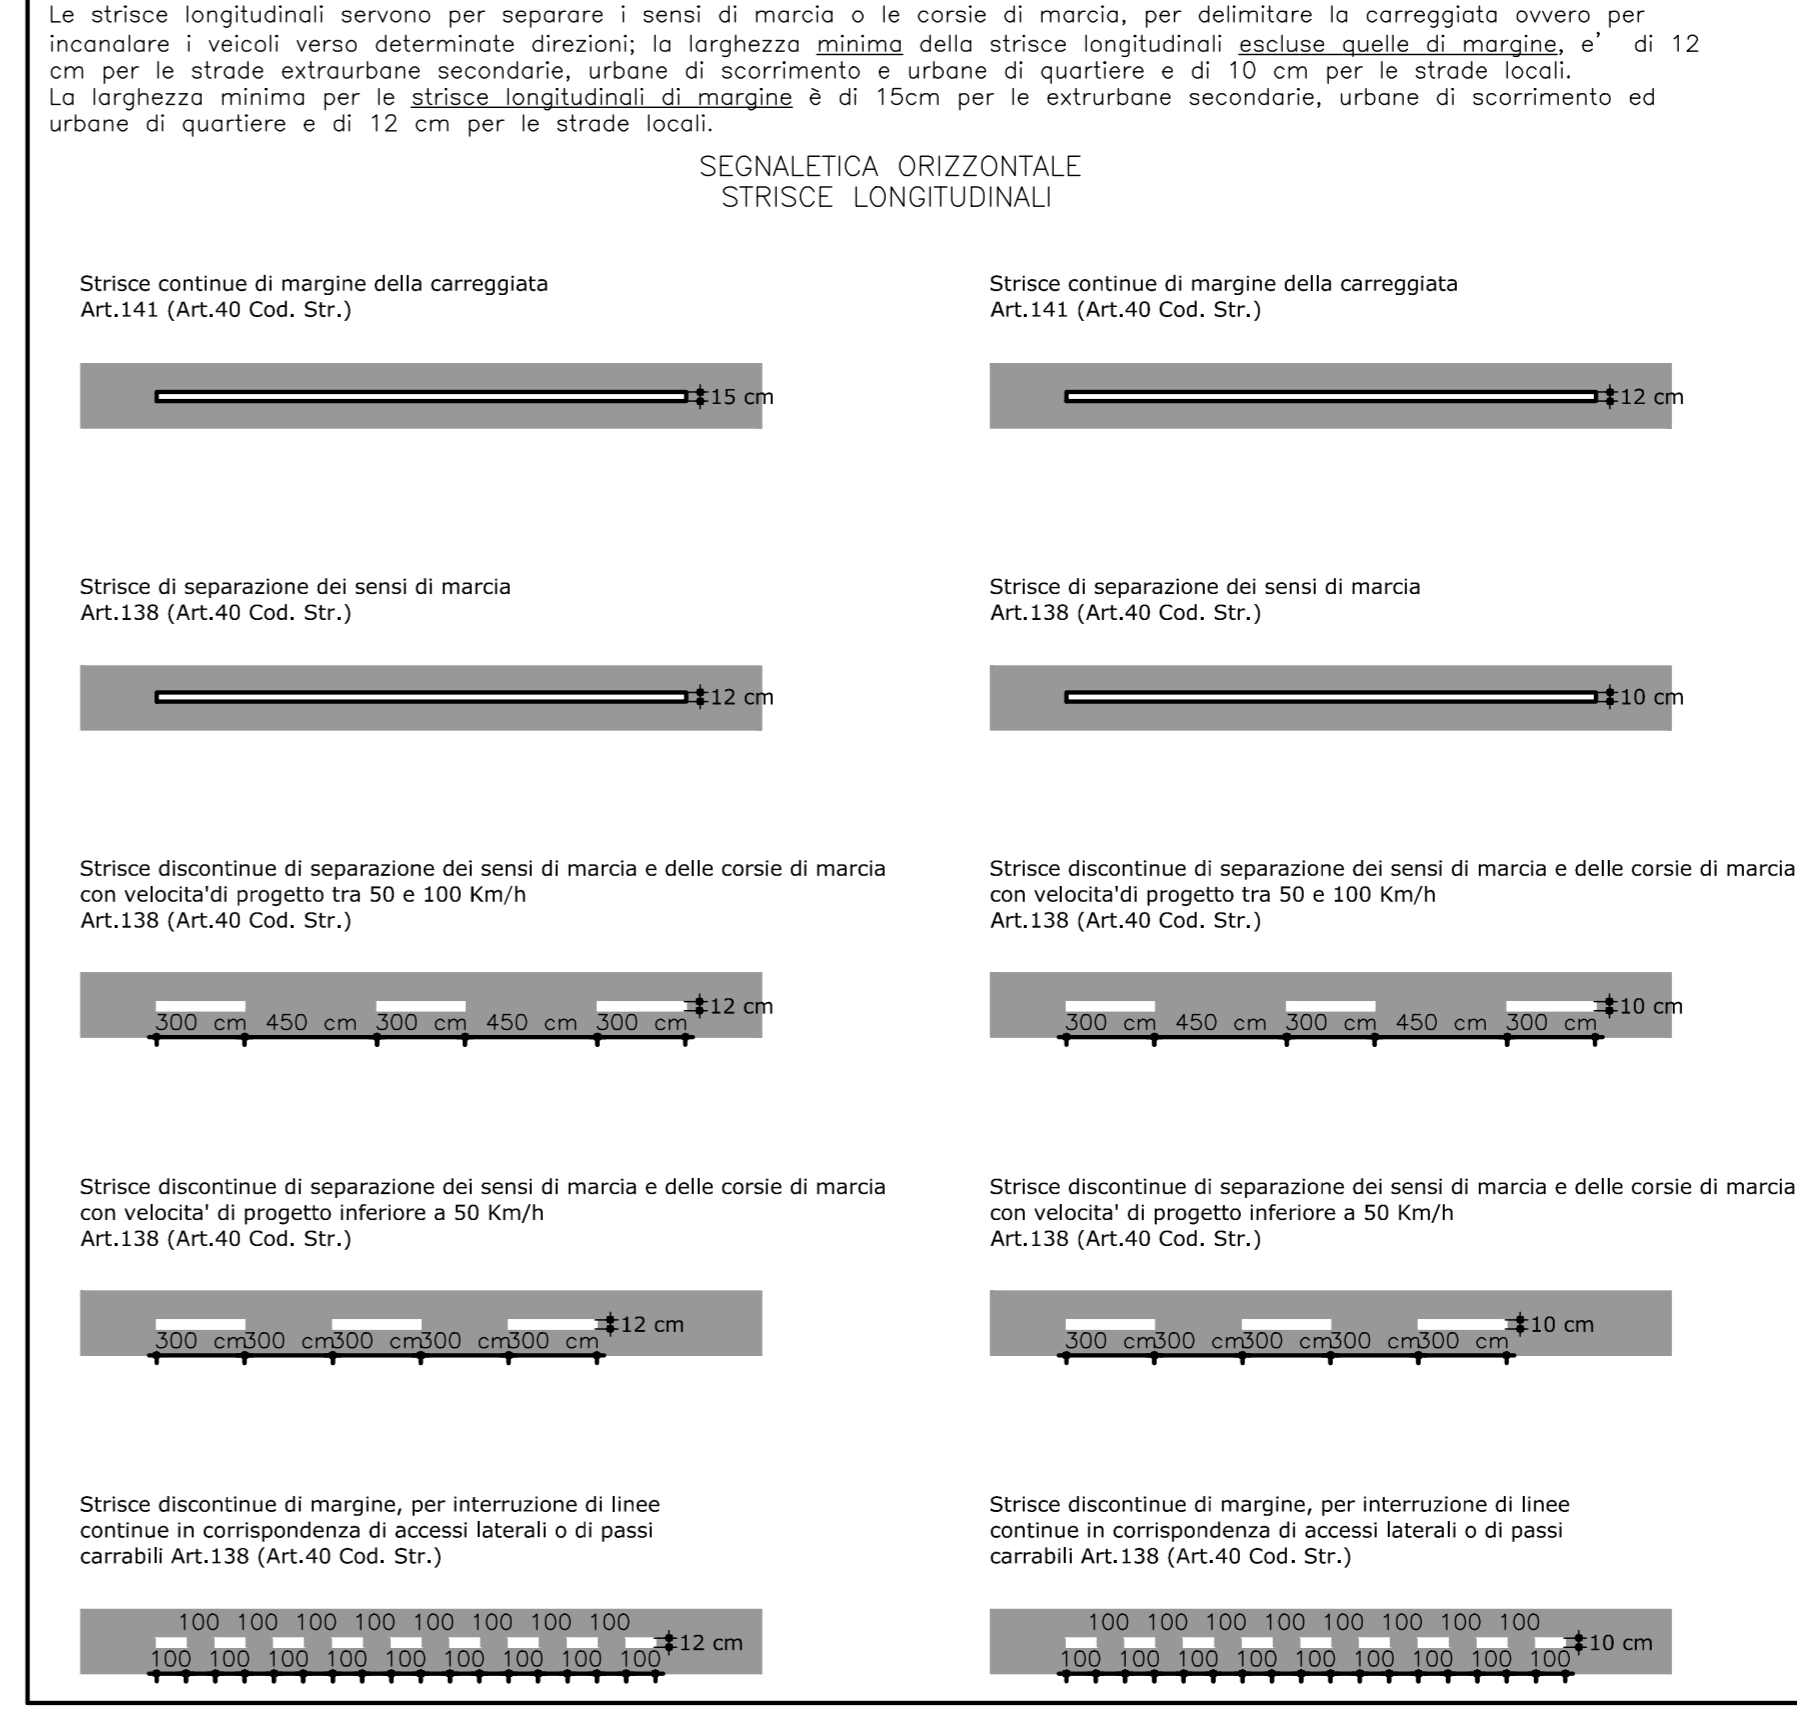 Le strisce longitudinali servono per separare i sensi di marcia o le corsie di marcia, per delimitare la carreggiata ovvero per
incanalare i veicoli verso determinate direzioni; la larghezza minima della strisce longitudinali escluse quelle di margine, e' di 12
cm per le strade extraurbane secondarie, urbane di scorrimento e urbane di quartiere e di 10 cm per le strade locali.
La larghezza minima per le strisce longitudinali di margine è di 15cm per le extrurbane secondarie, urbane di scorrimento ed
urbane di quartiere e di 12 cm per le strade locali.
SEGNALETICA ORIZZONTALE
STRISCE LONGITUDINALI
Strisce continue di margine della carreggiata
Art.141 (Art.40 Cod. Str.)
15 cm
Strisce continue di margine della carreggiata
Art.141 (Art.40 Cod. Str.)
12 cm
Strisce di separazione dei sensi di marcia
Art.138 (Art.40 Cod. Str.)
12 cm
Strisce di separazione dei sensi di marcia
Art.138 (Art.40 Cod. Str.)
10 cm
Strisce discontinue di separazione dei sensi di marcia e delle corsie di marcia
con velocita'di progetto tra 50 e 100 Km/h
Art.138 (Art.40 Cod. Str.)
12 cm
300 cm 450 cm 300 cm 450 cm 300 cm
Strisce discontinue di separazione dei sensi di marcia e delle corsie di marcia
con velocita'di progetto tra 50 e 100 Km/h
Art.138 (Art.40 Cod. Str.)
10 cm
300 cm 450 cm 300 cm 450 cm 300 cm
Strisce discontinue di separazione dei sensi di marcia e delle corsie di marcia
con velocita' di progetto inferiore a 50 Km/h
Art.138 (Art.40 Cod. Str.)
12 cm
300 cm 300 cm 300 cm 300 cm 300 cm
Strisce discontinue di separazione dei sensi di marcia e delle corsie di marcia
con velocita' di progetto inferiore a 50 Km/h
Art.138 (Art.40 Cod. Str.)
10 cm
300 cm 300 cm 300 cm 300 cm 300 cm
Strisce discontinue di margine, per interruzione di linee
continue in corrispondenza di accessi laterali o di passi
carrabili Art.138 (Art.40 Cod. Str.)
100 100 100 100 100 100 100 100
12 cm
100 100 100 100 100 100 100 100 100
Strisce discontinue di margine, per interruzione di linee
continue in corrispondenza di accessi laterali o di passi
carrabili Art.138 (Art.40 Cod. Str.)
100 100 100 100 100 100 100 100
10 cm
100 100 100 100 100 100 100 100 100